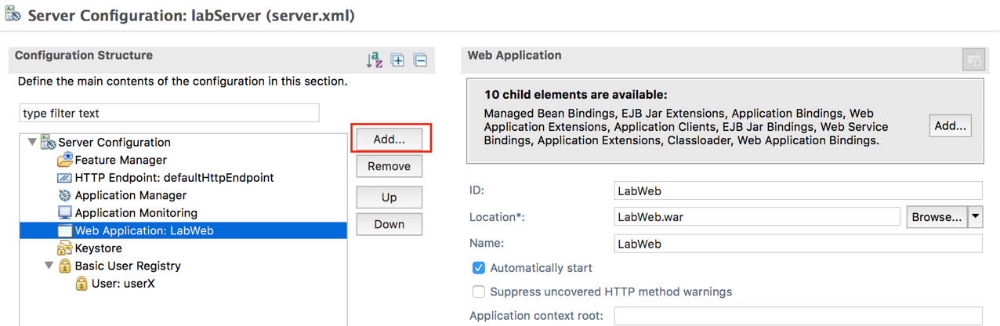 Server Configuration: labServer (server.xml)
Configuration Structure
Define the main contents of the configuration in this section.
type filter text
Server Configuration
Feature Manager
HTTP Endpoint: defaultHttpEndpoint
Application Manager
Application Monitoring
Web Application: LabWeb
Keystore
Basic User Registry
User: userX
Add...
Remove
Up
Down
Web Application
10 child elements are available:
Managed Bean Bindings, EJB Jar Extensions, Application Bindings, Web
Application Extensions, Application Clients, EJB Jar Bindings, Web Service
Bindings, Application Extensions, Classloader, Web Application Bindings.
Add...
ID: LabWeb
Location*: LabWeb.war Browse...
Name: LabWeb
Automatically start
Suppress uncovered HTTP method warnings
Application context root: